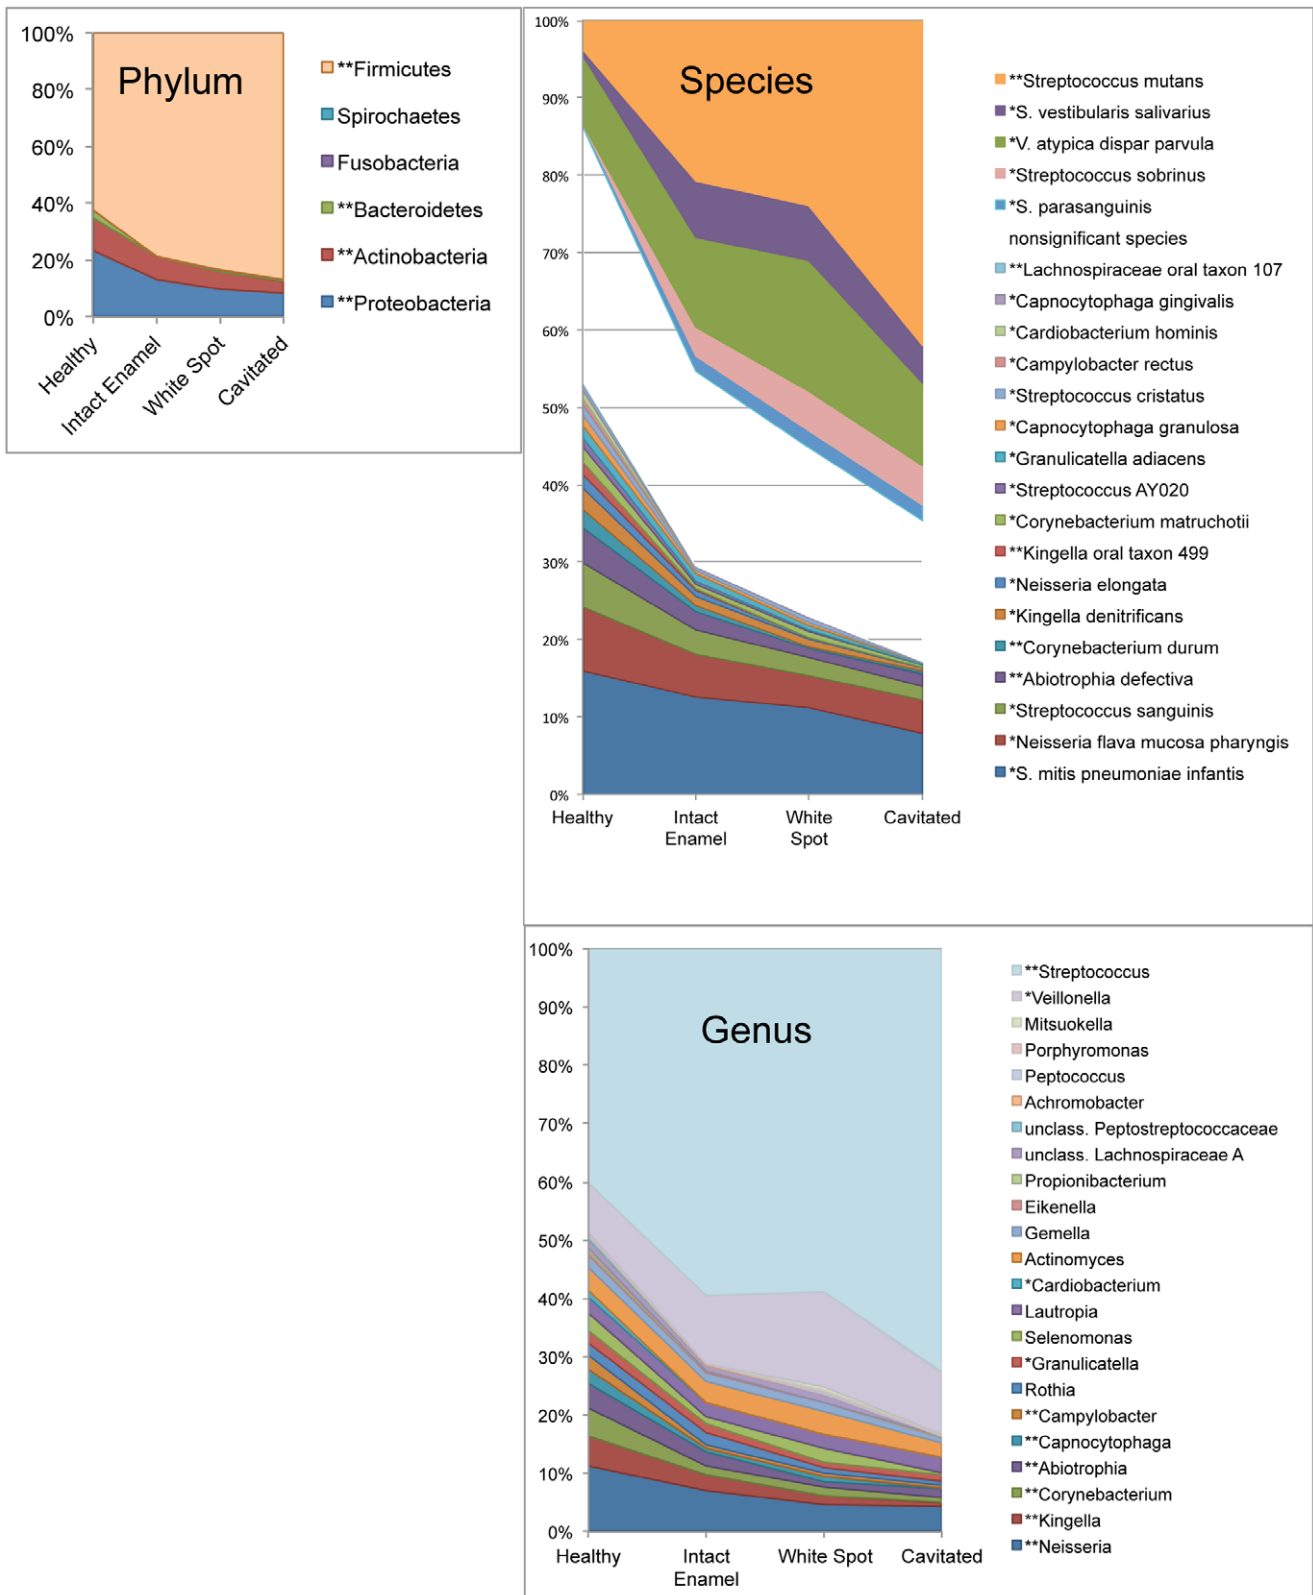 Phylum
100%
80%
60%
40%
20%
0%
Healthy
Intact Enamel
White Spot
Cavitated
**Firmicutes
Spirochaetes
Fusobacteria
**Bacteroidetes
**Actinobacteria
**Proteobacteria
Species
100%
90%
80%
70%
60%
50%
40%
30%
20%
10%
0%
Healthy
Intact
Enamel
White
Spot
Cavitated
**Streptococcus mutans
*S. vestibularis salivarius
*V. atypica dispar parvula
*Streptococcus sobrinus
*S. parasanguinis
nonsignificant species
**Lachnospiraceae oral taxon 107
*Capnocytophaga gingivalis
*Cardiobacterium hominis
*Campylobacter rectus
*Streptococcus cristatus
*Capnocytophaga granulosa
*Granulicatella adiacens
*Streptococcus AY020
*Corynebacterium matruchotii
**Kingella oral taxon 499
*Neisseria elongata
*Kingella denitrificans
**Corynebacterium durum
**Abiotrophia defectiva
*Streptococcus sanguinis
*Neisseria flava mucosa pharyngis
*S. mitis pneumoniae infantis
Genus
100%
90%
80%
70%
60%
50%
40%
30%
20%
10%
0%
Healthy
Intact
Enamel
White Spot
Cavitated
**Streptococcus
*Veillonella
Mitsuokella
Porphyromonas
Peptococcus
Achromobacter
unclass. Peptostreptococcaceae
unclass. Lachnospiraceae A
Propionibacterium
Eikenella
Gemella
Actinomyces
*Cardiobacterium
Lautropia
Selenomonas
*Granulicatella
Rothia
**Campylobacter
**Capnocytophaga
**Abiotrophia
**Corynebacterium
**Kingella
**Neisseria